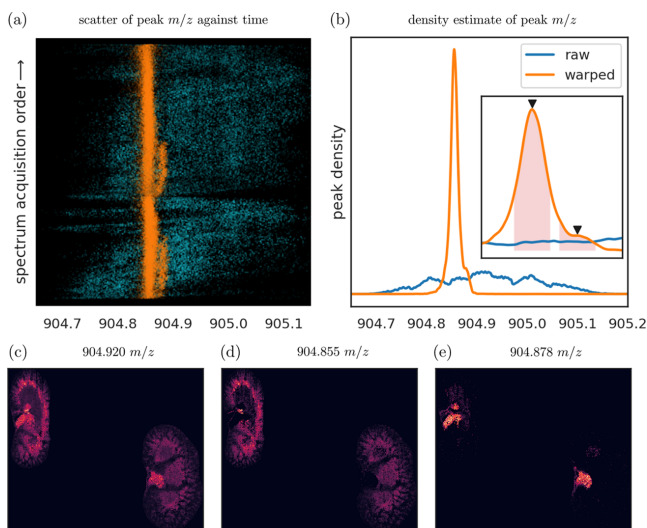 (a) scatter of peak m/z against time
spectrum acquisition order →
904.7 904.8 904.9 905.0 905.1
(b) density estimate of peak m/z
peak density
raw
warped
904.7 904.8 904.9 905.0 905.1 905.2
(c) 904.920 m/z
(d) 904.855 m/z
(e) 904.878 m/z